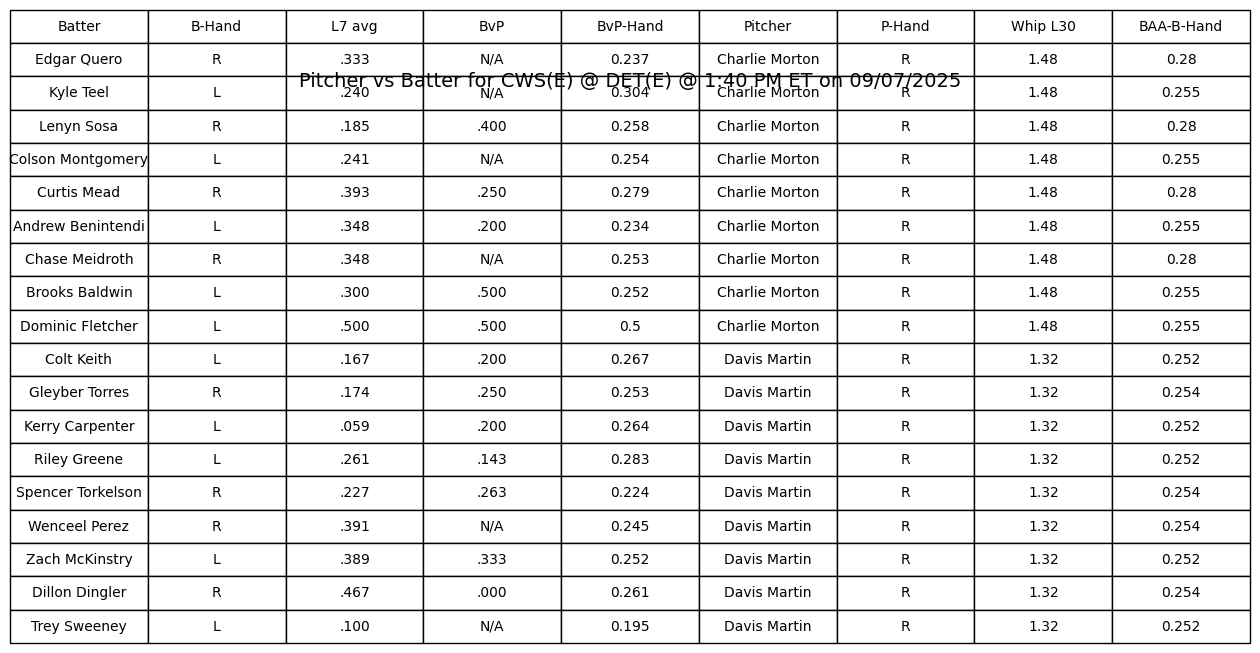 Batter B-Hand L7 avg BvP BvP-Hand Pitcher P-Hand Whip L30 BAA-B-Hand
Edgar Quero R .333 N/A 0.237 Charlie Morton R 1.48 0.28
Pitcher vs Batter for CWS(E) @ DET(E) @ 1:40 PM ET on 09/07/2025
Kyle Teel L .240 N/A 0.304 Charlie Morton R 1.48 0.255
Lenyn Sosa R .185 .400 0.258 Charlie Morton R 1.48 0.28
Colson Montgomery L .241 N/A 0.254 Charlie Morton R 1.48 0.255
Curtis Mead R .393 .250 0.279 Charlie Morton R 1.48 0.28
Andrew Benintendi L .348 .200 0.234 Charlie Morton R 1.48 0.255
Chase Meidroth R .348 N/A 0.253 Charlie Morton R 1.48 0.28
Brooks Baldwin L .300 .500 0.252 Charlie Morton R 1.48 0.255
Dominic Fletcher L .500 .500 0.5 Charlie Morton R 1.48 0.255
Colt Keith L .167 .200 0.267 Davis Martin R 1.32 0.252
Gleyber Torres R .174 .250 0.253 Davis Martin R 1.32 0.254
Kerry Carpenter L .059 .200 0.264 Davis Martin R 1.32 0.252
Riley Greene L .261 .143 0.283 Davis Martin R 1.32 0.252
Spencer Torkelson R .227 .263 0.224 Davis Martin R 1.32 0.254
Wenceel Perez R .391 N/A 0.245 Davis Martin R 1.32 0.254
Zach McKinstry L .389 .333 0.252 Davis Martin R 1.32 0.252
Dillon Dingler R .467 .000 0.261 Davis Martin R 1.32 0.254
Trey Sweeney L .100 N/A 0.195 Davis Martin R 1.32 0.252